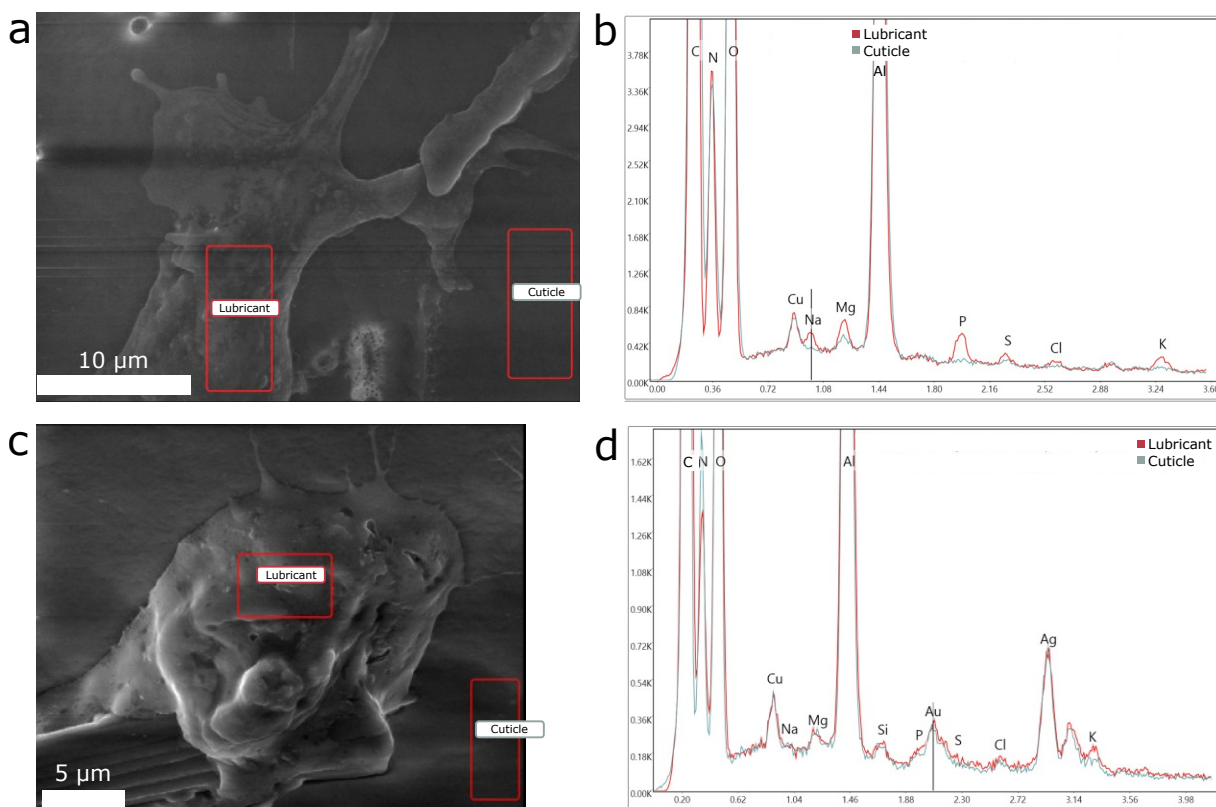 a
Lubricant
Cuticle
10 µm
b
Lubricant
Cuticle
C
N
O
Al
Cu
Na
Mg
P
S
Cl
K
3.78K
3.36K
2.94K
2.52K
2.10K
1.68K
1.26K
0.84K
0.42K
0.00K
0.00 0.36 0.72 1.08 1.44 1.80 2.16 2.52 2.88 3.24 3.60
c
Lubricant
Cuticle
5 µm
d
Lubricant
Cuticle
C N O Al
Cu
Na
Mg
Si
P
Au
S
Cl
Ag
K
1.62K
1.44K
1.26K
1.08K
0.90K
0.72K
0.54K
0.36K
0.18K
0.00K
0.20 0.62 1.04 1.46 1.88 2.30 2.72 3.14 3.56 3.98